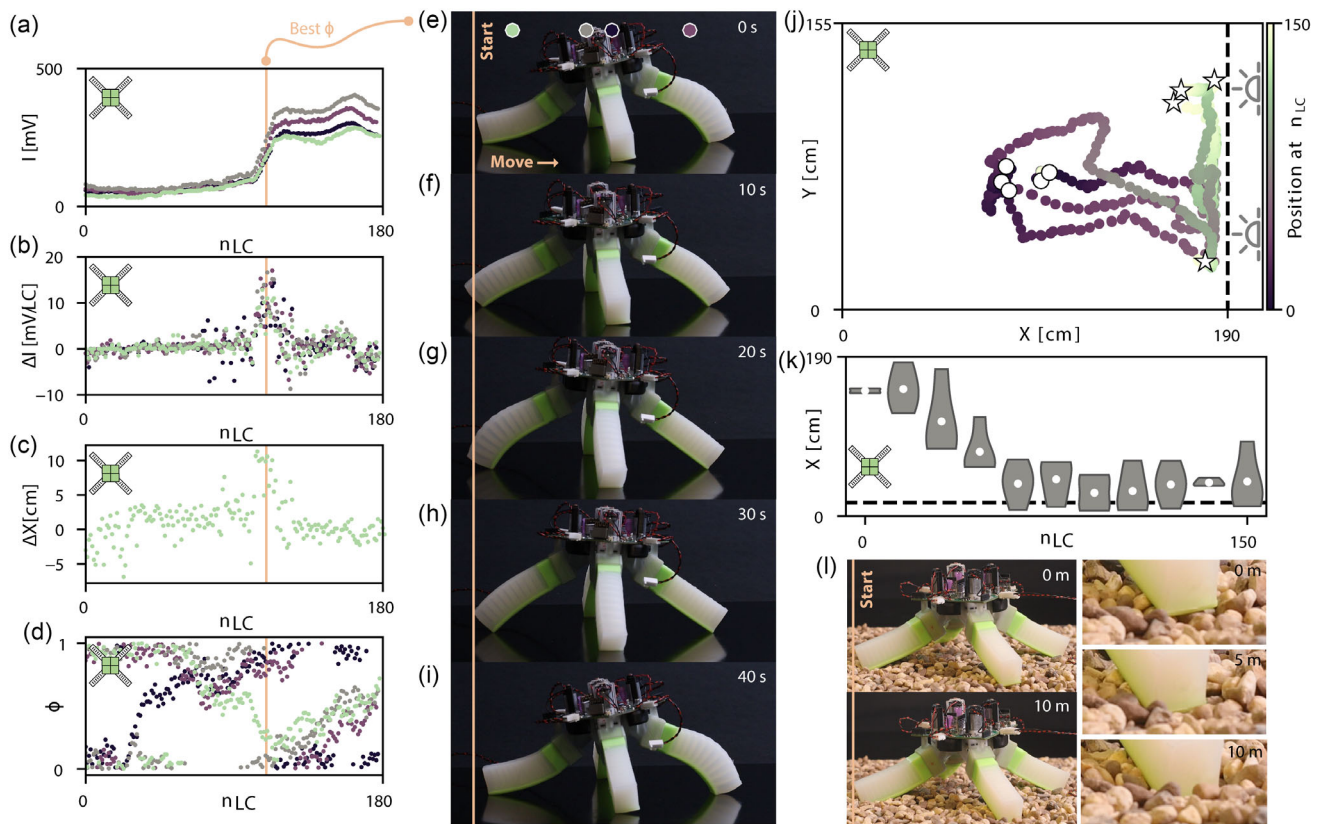 (a)
Best ϕ
500
I [mV]
0
0
nLC
180
(b)
20
10
ΔI [mV/LC]
0
−10
0
nLC
180
(c)
10
5
ΔX[cm]
0
−5
0
nLC
180
(d)
1
ϕ
0
0
nLC
180
(e)
Start
0 s
Move →
(f)
10 s
(g)
20 s
(h)
30 s
(i)
40 s
(j)
155
Y [cm]
0
0
X [cm]
190
150
Position at nLC
0
(k)
190
X [cm]
0
0
nLC
150
(l)
Start
0 m
10 m
0 m
5 m
10 m